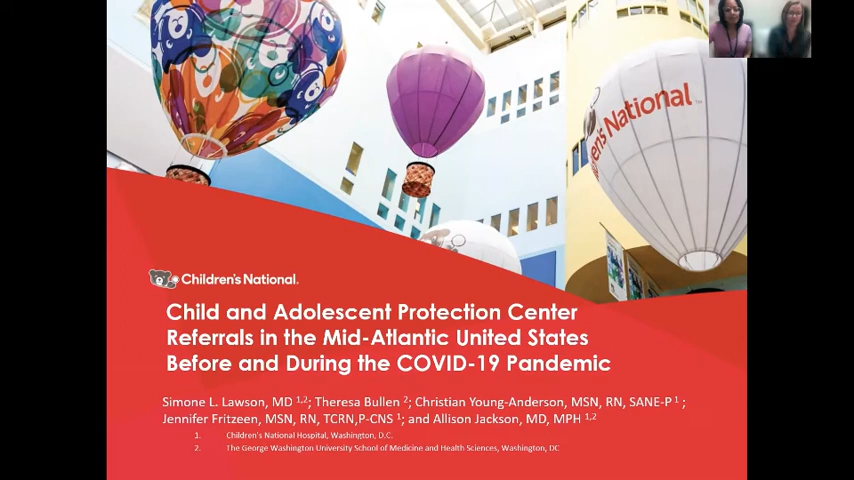 Children's National™
Children's National®
Child and Adolescent Protection Center
Referrals in the Mid-Atlantic United States
Before and During the COVID-19 Pandemic
Simone L. Lawson, MD 1,2; Theresa Bullen 2; Christian Young-Anderson, MSN, RN, SANE-P 1 ;
Jennifer Fritzeen, MSN, RN, TCRN,P-CNS 1; and Allison Jackson, MD, MPH 1,2
1. Children's National Hospital, Washington, D.C.
2. The George Washington University School of Medicine and Health Sciences, Washington, DC